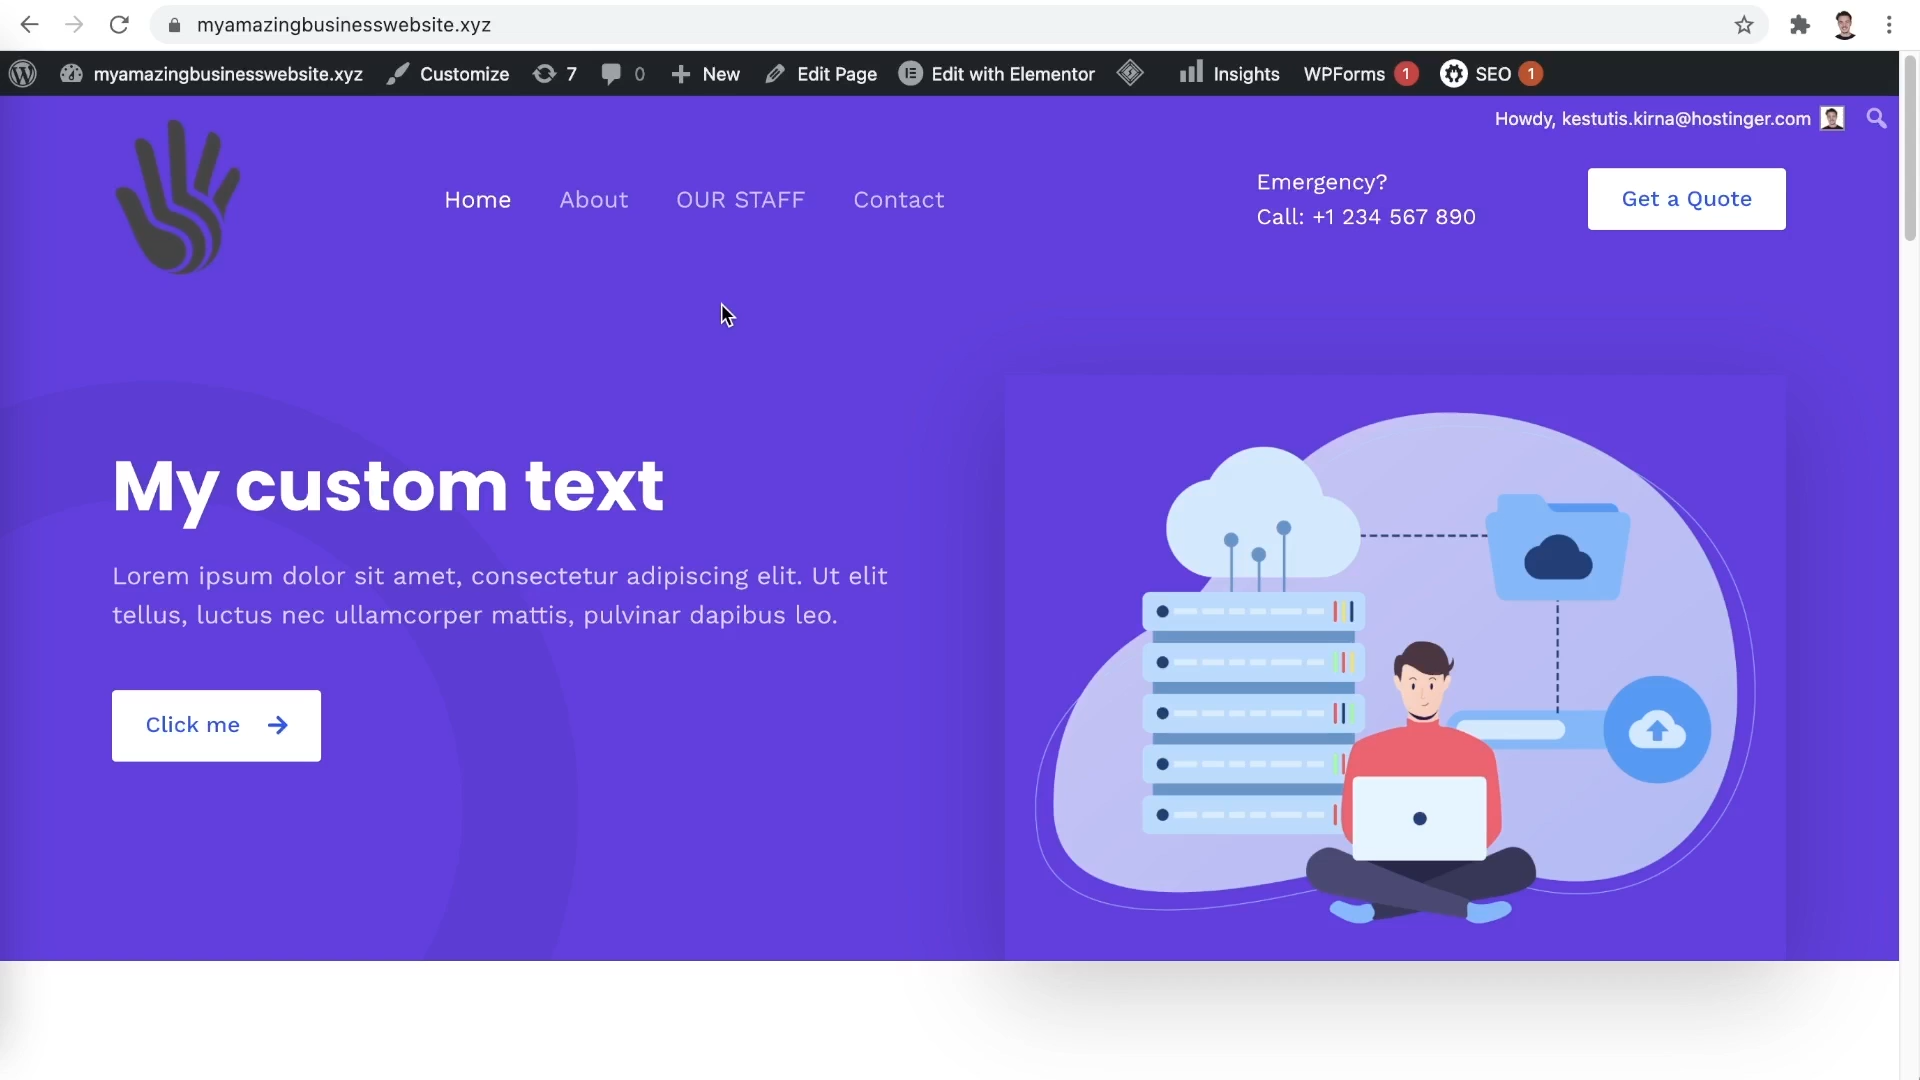 myamazingbusinesswebsite.xyz
myamazingbusinesswebsite.xyz Customize 7 0 New Edit Page Edit with Elementor Insights WPForms 1 SEO 1
Howdy, kestutis.kirna@hostinger.com
Home About OUR STAFF Contact
Emergency?
Call: +1 234 567 890
Get a Quote
My custom text
Lorem ipsum dolor sit amet, consectetur adipiscing elit. Ut elit
tellus, luctus nec ullamcorper mattis, pulvinar dapibus leo.
Click me